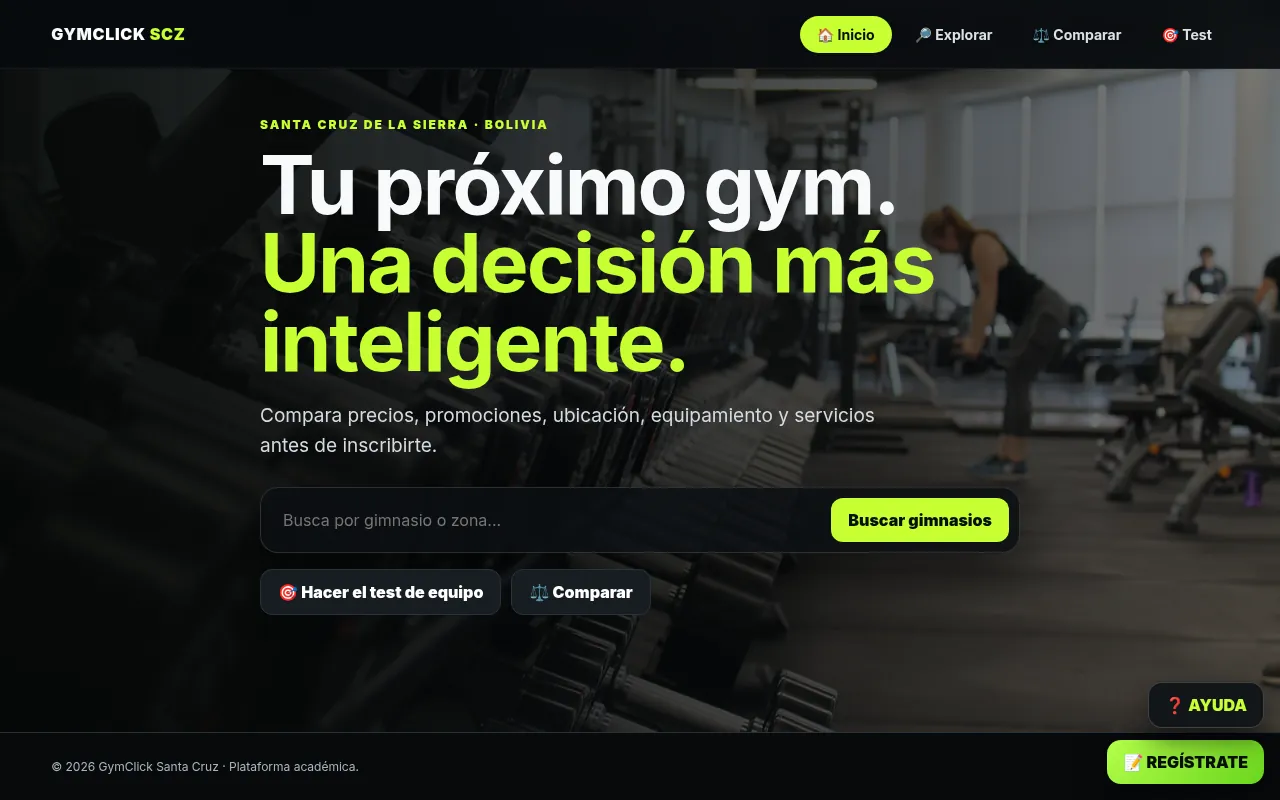 GYMCLICK SCZ
🏠 Inicio
🔎 Explorar
⚖️ Comparar
🎯 Test
SANTA CRUZ DE LA SIERRA · BOLIVIA
Tu próximo gym.
Una decisión más
inteligente.
Compara precios, promociones, ubicación, equipamiento y servicios
antes de inscribirte.
Busca por gimnasio o zona...
Buscar gimnasios
🎯 Hacer el test de equipo
⚖️ Comparar
❓ AYUDA
📝 REGÍSTRATE
© 2026 GymClick Santa Cruz · Plataforma académica.